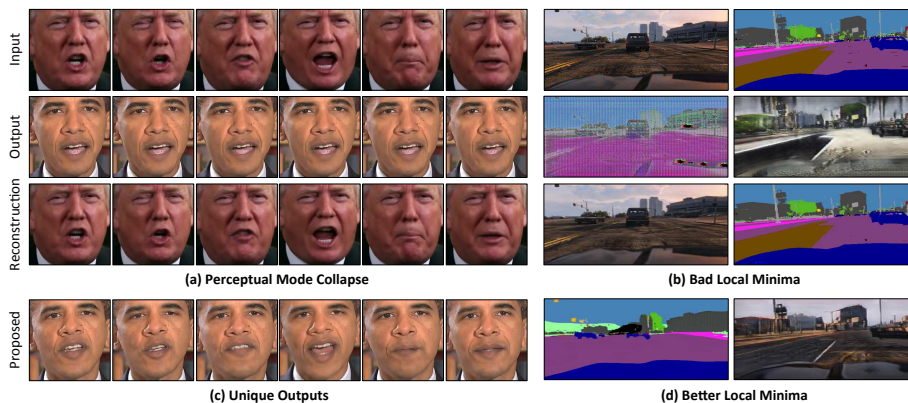 Input
Output
Reconstruction
(a) Perceptual Mode Collapse
(b) Bad Local Minima
Proposed
(c) Unique Outputs
(d) Better Local Minima